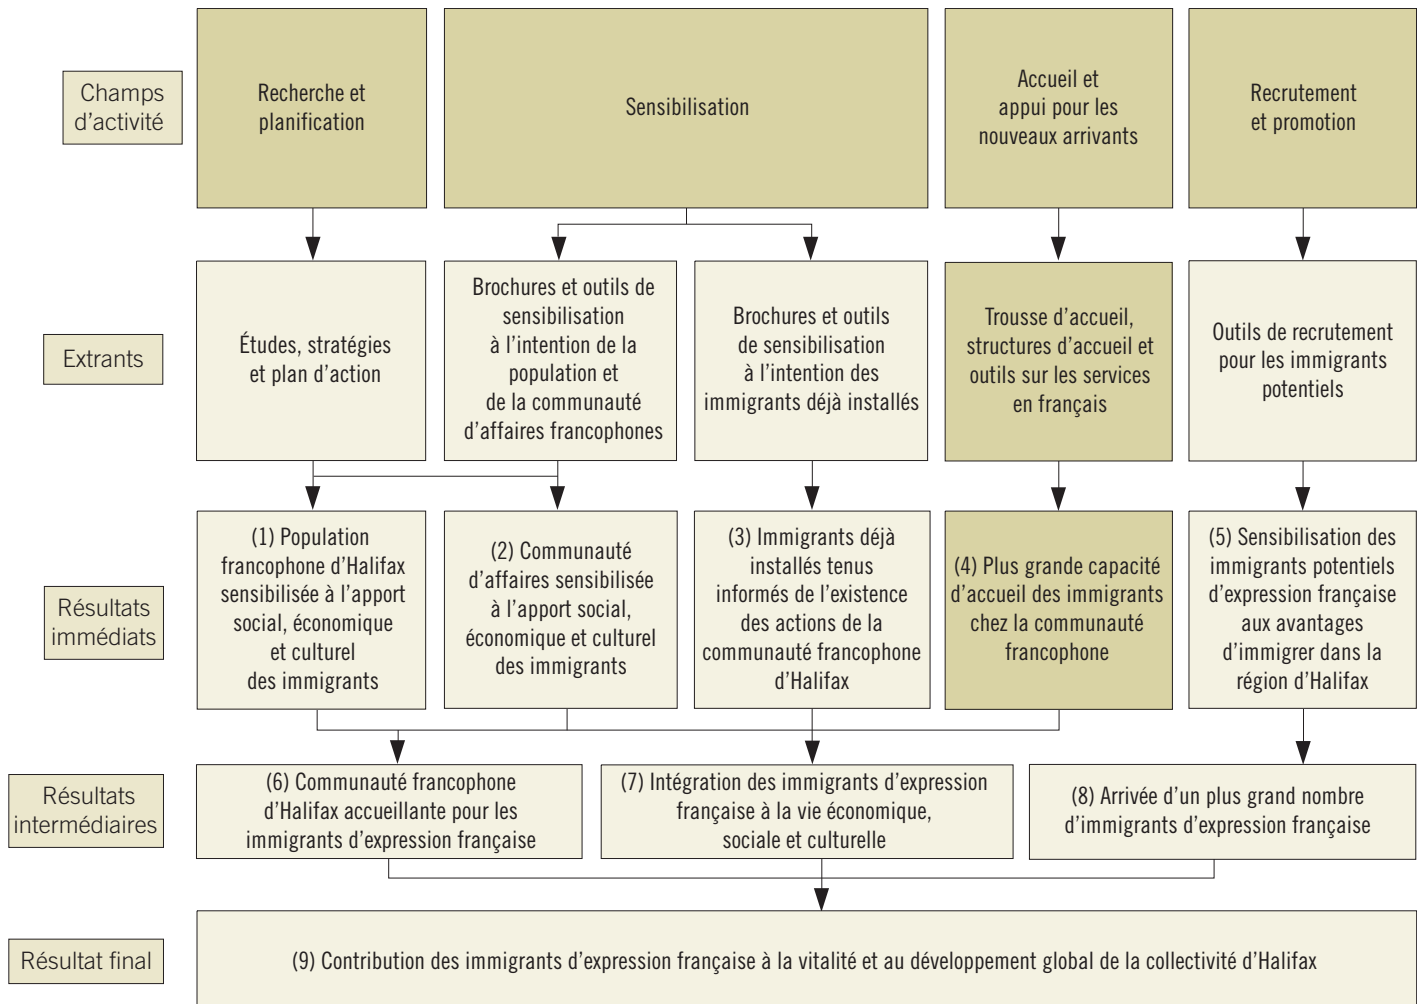 Champs
d'activité
Recherche et
planification
Sensibilisation
Accueil et
appui pour les
nouveaux arrivants
Recrutement
et promotion
Extrants
Études, stratégies
et plan d'action
Brochures et outils de
sensibilisation
à l'intention de la
population et
de la communauté
d'affaires francophones
Brochures et outils
de sensibilisation
à l'intention des
immigrants déjà installés
Trousse d'accueil,
structures d'accueil et
outils sur les services
en français
Outils de recrutement
pour les immigrants
potentiels
Résultats
immédiats
(1) Population
francophone d'Halifax
sensibilisée à l'apport
social, économique
et culturel
des immigrants
(2) Communauté
d'affaires sensibilisée
à l'apport social,
économique et culturel
des immigrants
(3) Immigrants déjà
installés tenus
informés de l'existence
des actions de la
communauté francophone
d'Halifax
(4) Plus grande capacité
d'accueil des immigrants
chez la communauté
francophone
(5) Sensibilisation des
immigrants potentiels
d'expression française
aux avantages
d'immigrer dans la
région d'Halifax
Résultats
intermédiaires
(6) Communauté francophone
d'Halifax accueillante pour les
immigrants d'expression française
(7) Intégration des immigrants d'expression
française à la vie économique,
sociale et culturelle
(8) Arrivée d'un plus grand nombre
d'immigrants d'expression française
Résultat final
(9) Contribution des immigrants d'expression française à la vitalité et au développement global de la collectivité d'Halifax